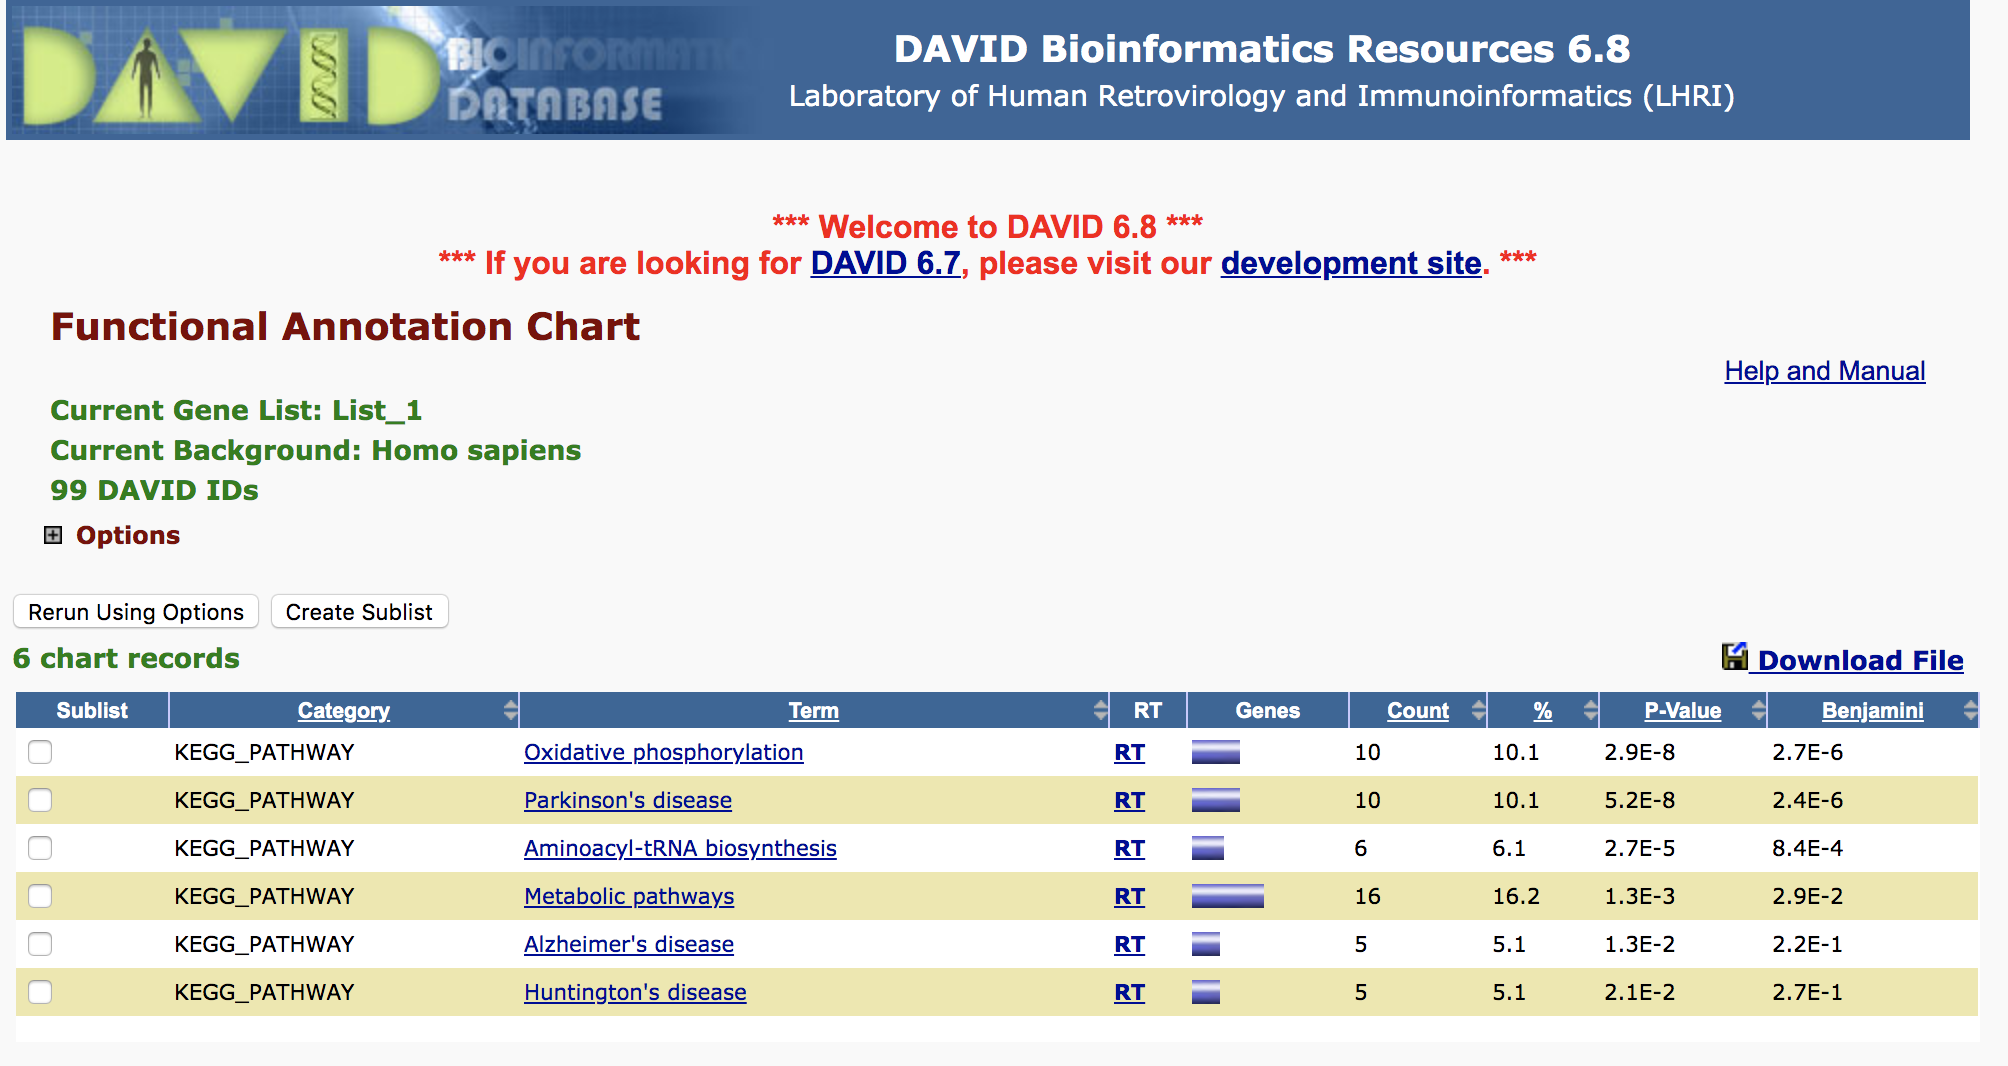 DAVID BIOINFORMATICS
DATABASE
DAVID Bioinformatics Resources 6.8
Laboratory of Human Retrovirology and Immunoinformatics (LHRI)
*** Welcome to DAVID 6.8 ***
*** If you are looking for DAVID 6.7, please visit our development site. ***
Functional Annotation Chart
Help and Manual
Current Gene List: List_1
Current Background: Homo sapiens
99 DAVID IDs
Options
Rerun Using Options Create Sublist
6 chart records
Download File
Sublist Category Term RT Genes Count % P-Value Benjamini
KEGG_PATHWAY Oxidative phosphorylation RT 10 10.1 2.9E-8 2.7E-6
KEGG_PATHWAY Parkinson's disease RT 10 10.1 5.2E-8 2.4E-6
KEGG_PATHWAY Aminoacyl-tRNA biosynthesis RT 6 6.1 2.7E-5 8.4E-4
KEGG_PATHWAY Metabolic pathways RT 16 16.2 1.3E-3 2.9E-2
KEGG_PATHWAY Alzheimer's disease RT 5 5.1 1.3E-2 2.2E-1
KEGG_PATHWAY Huntington's disease RT 5 5.1 2.1E-2 2.7E-1